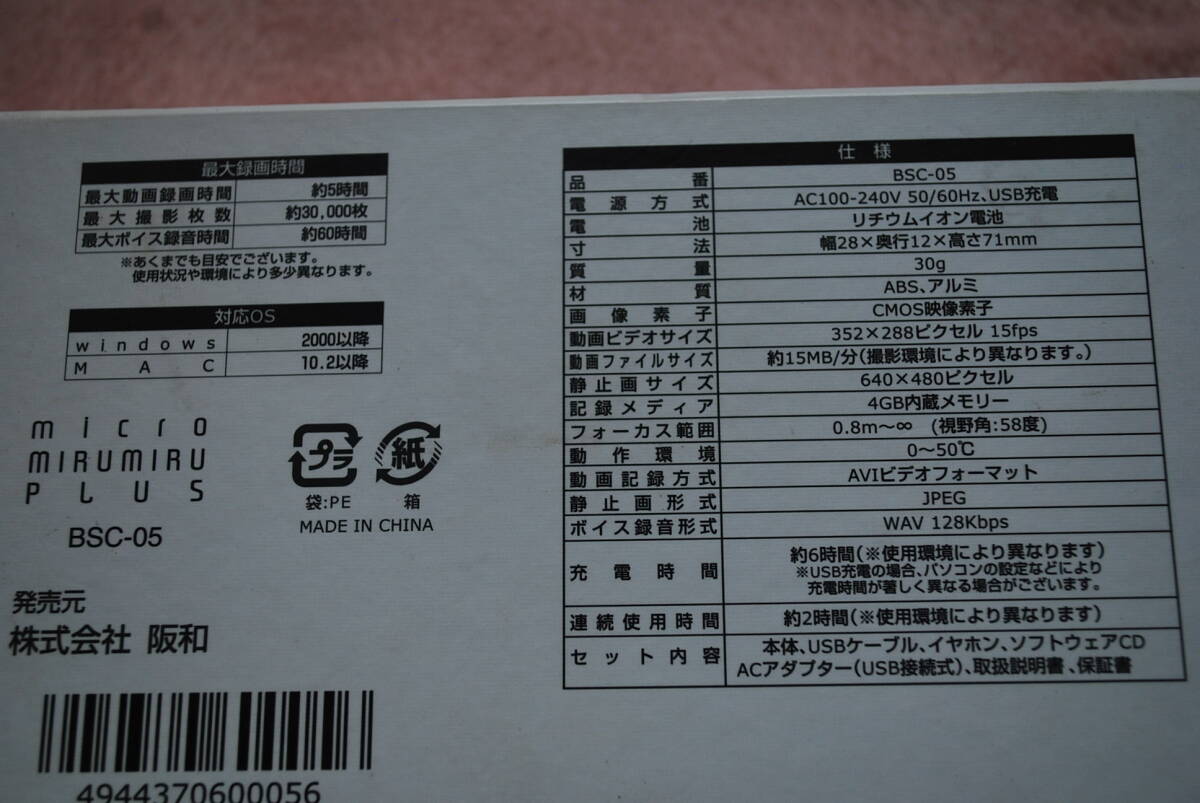 最大録画時間
最大動画録画時間 約5時間
最大撮影枚数 約30,000枚
最大ボイス録音時間 約60時間
※あくまでも目安でございます。
使用状況や環境により多少異なります。
対応OS
windows 2000以降
MAC 10.2以降
micro
MIRUMIRU
PLUS
BSC-05
プラ 紙
袋:PE 箱
MADE IN CHINA
発売元
株式会社 阪和
4944370600056
仕様
品番 BSC-05
電源方式 AC100-240V 50/60Hz、USB充電
電池 リチウムイオン電池
寸法 幅28×奥行12×高さ71mm
質量 30g
材質 ABS、アルミ
画像素子 CMOS映像素子
動画ビデオサイズ 352×288ピクセル 15fps
動画ファイルサイズ 約15MB/分(撮影環境により異なります。)
静止画サイズ 640×480ピクセル
記録メディア 4GB内蔵メモリー
フォーカス範囲 0.8m~∞ (視野角:58度)
動作環境 0~50℃
動画記録方式 AVIビデオフォーマット
静止画形式 JPEG
ボイス録音形式 WAV 128Kbps
充電時間 約6時間(※使用環境により異なります)
※USB充電の場合、パソコンの設定などにより
充電時間が著しく異なる場合がございます。
連続使用時間 約2時間(※使用環境により異なります)
セット内容 本体、USBケーブル、イヤホン、ソフトウェアCD
ACアダプター(USB接続式)、取扱説明書、保証書